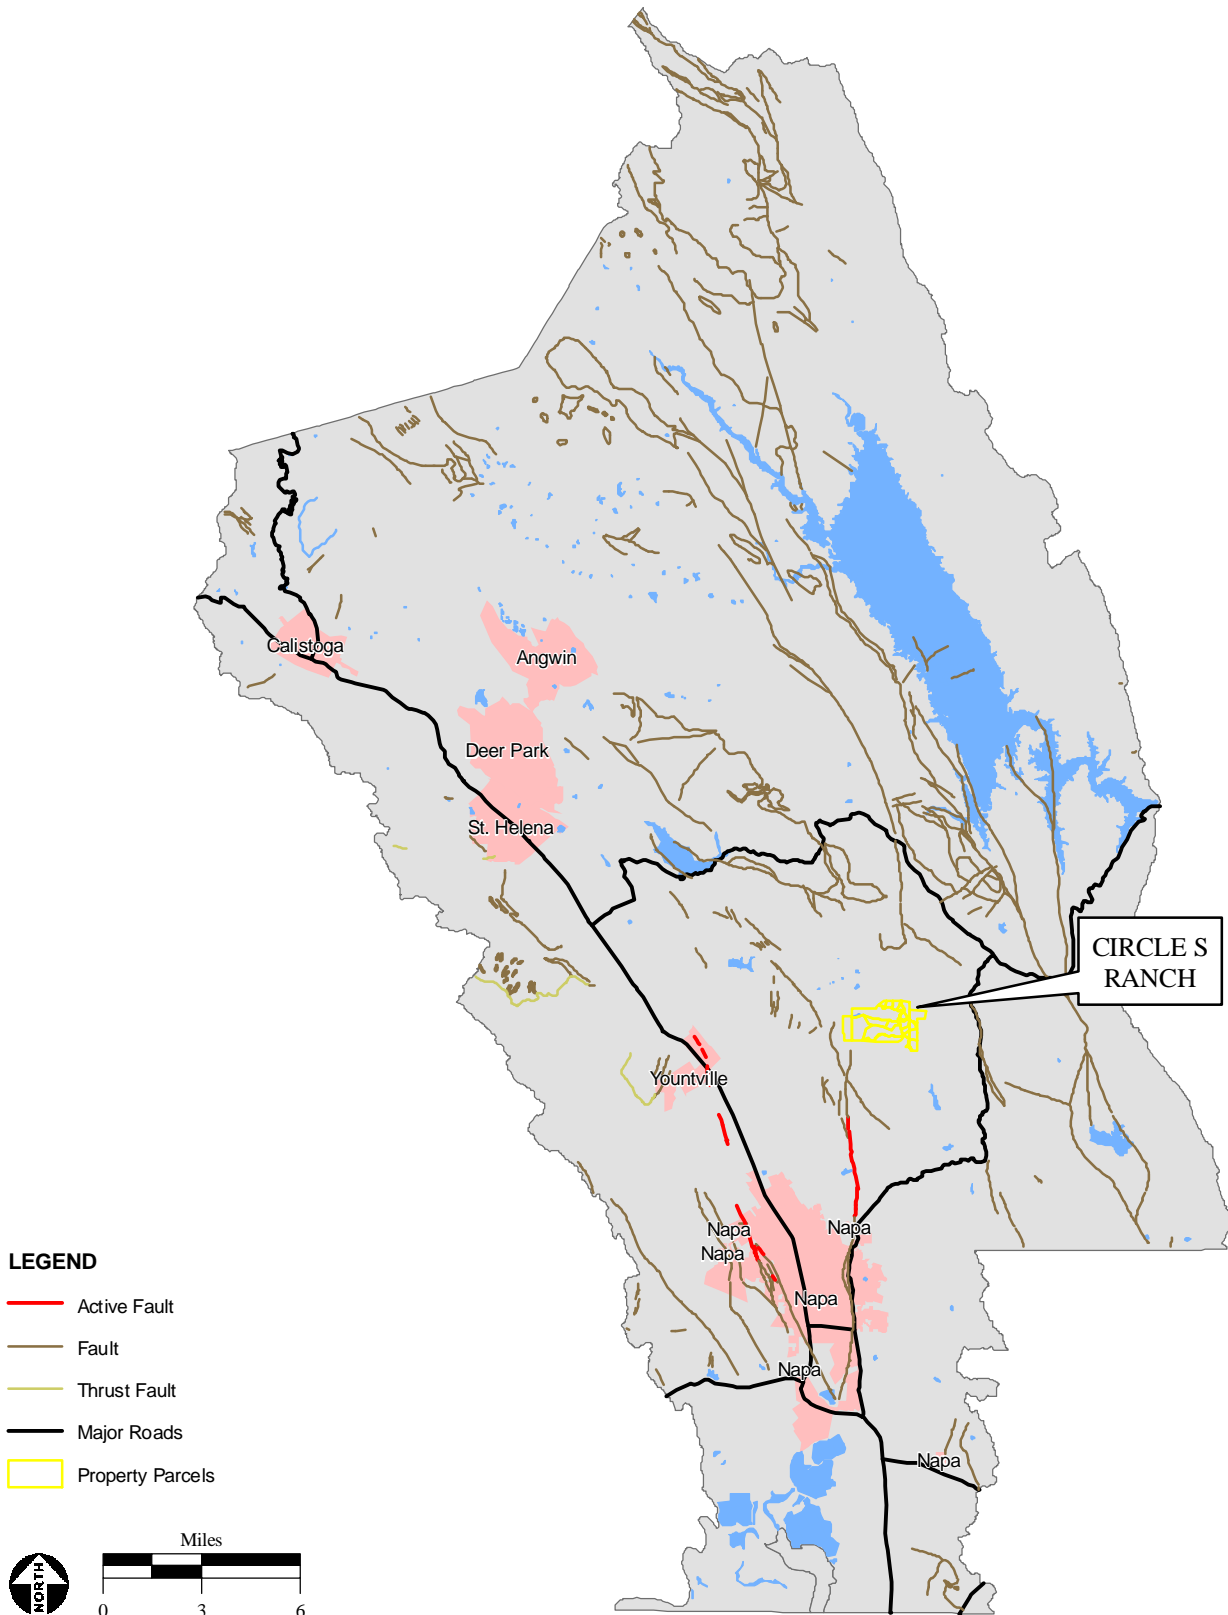 Calistoga
Angwin
Deer Park
St. Helena
CIRCLE S
RANCH
Yountville
Napa
Napa
Napa
Napa
Napa
Napa
LEGEND
Active Fault
Fault
Thrust Fault
Major Roads
Property Parcels
Miles
0 3 6
NORTH